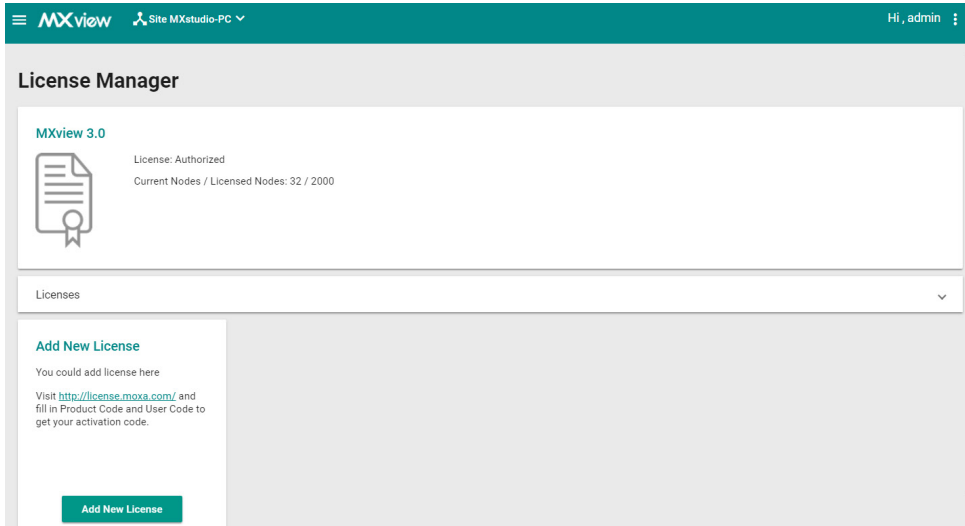 MXview Site MXstudio-PC Hi , admin
License Manager
MXview 3.0
License: Authorized
Current Nodes / Licensed Nodes: 32 / 2000
Licenses
Add New License
You could add license here
Visit http://license.moxa.com/ and
fill in Product Code and User Code to
get your activation code.
Add New License